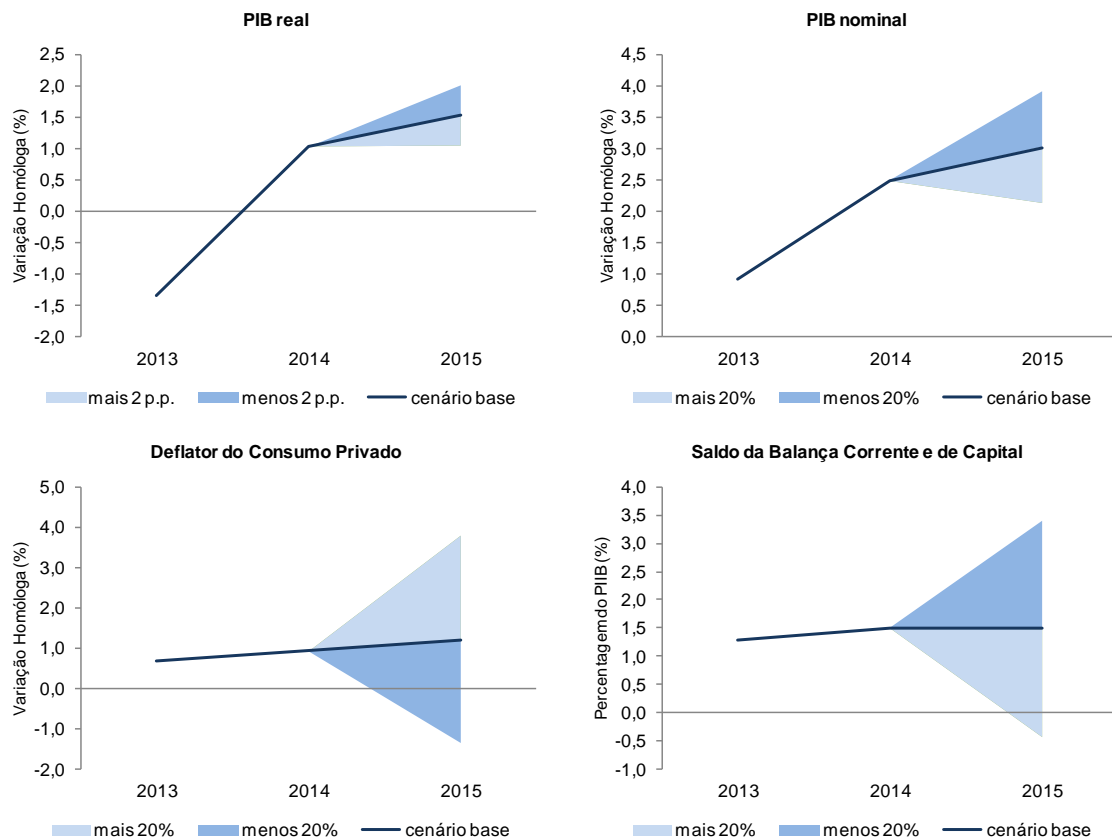 PIB real
Variação Homóloga (%)
2,5
2,0
1,5
1,0
0,5
0,0
-0,5
-1,0
-1,5
-2,0
2013 2014 2015
mais 2 p.p. menos 2 p.p. cenário base
PIB nominal
Variação Homóloga (%)
4,5
4,0
3,5
3,0
2,5
2,0
1,5
1,0
0,5
0,0
2013 2014 2015
mais 20% menos 20% cenário base
Deflator do Consumo Privado
Variação Homóloga (%)
5,0
4,0
3,0
2,0
1,0
0,0
-1,0
-2,0
2013 2014 2015
mais 20% menos 20% cenário base
Saldo da Balança Corrente e de Capital
Percentagem do PIIB (%)
4,0
3,5
3,0
2,5
2,0
1,5
1,0
0,5
0,0
-0,5
-1,0
2013 2014 2015
mais 20% menos 20% cenário base